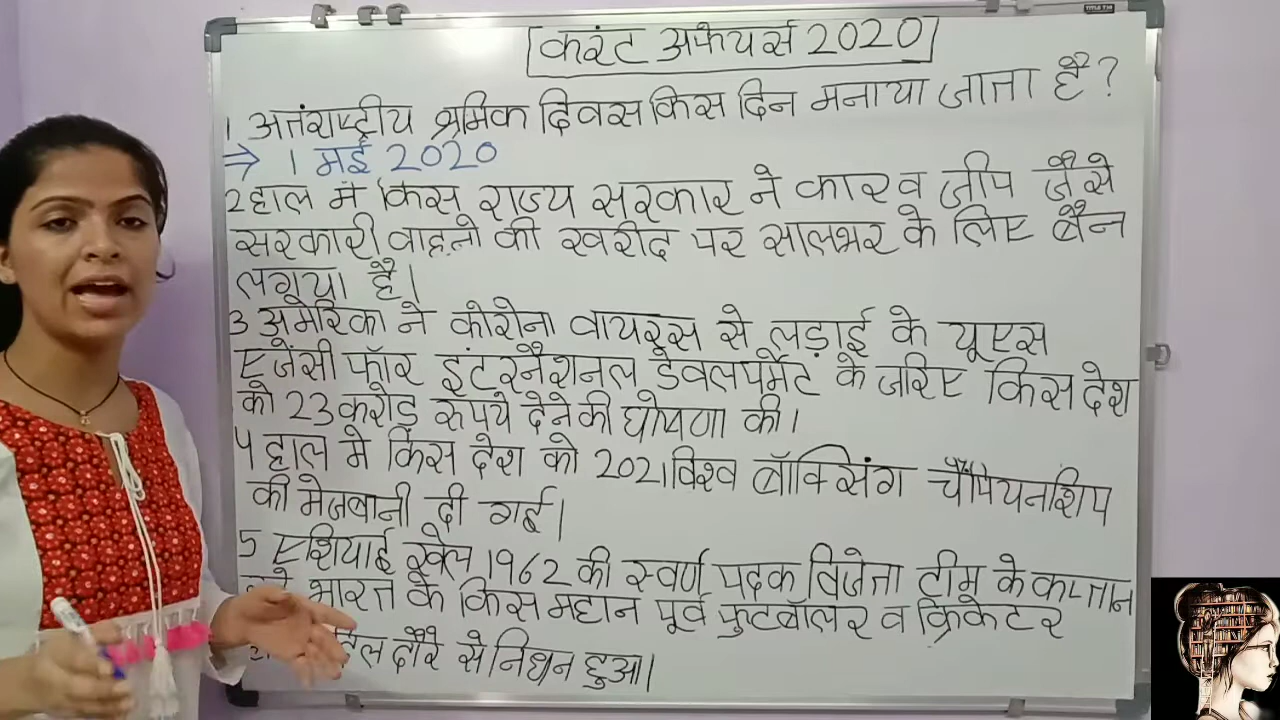 करंट अफेयर्स 2020
1 अतंराष्ट्रीय श्रमिक दिवस किस दिन मनाया जाता है ?
⇒ 1 मई 2020
2 हाल में किस राज्य सरकार ने कार व जीप जैसे
सरकारी वाहनो की खरीद पर सालभर के लिए बैन
लगया है।
3 अमेरिका ने कोरोना वायरस से लड़ाई के यूएस
एजेंसी फॉर इंटरनैशनल डेवलपमेंट के जरिए किस देश
को 23 करोड़ रुपये देने की घोषणा की।
4 हाल मे किस देश को 2021 विश्व बॉक्सिंग चैंपियनशिप
की मेजबानी दी गई।
5 एशियाई खेल 1962 की स्वर्ण पदक विजेता टीम के कप्तान
भारत के किस महान पूर्व फुटबॉलर व क्रिकेटर
दौरे से निधन हुआ।